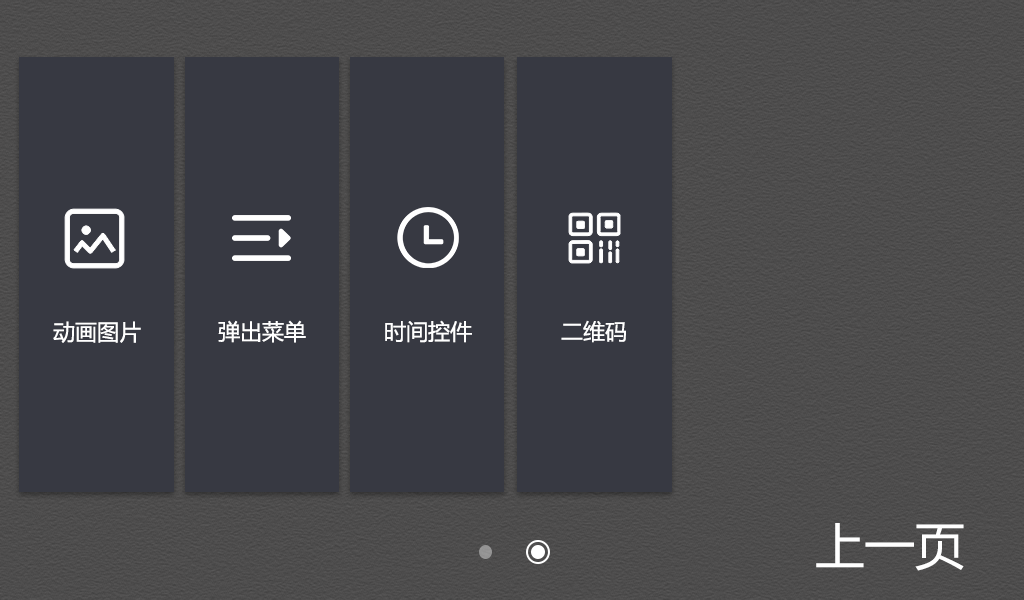 动画图片
弹出菜单
时间控件
二维码
上一页